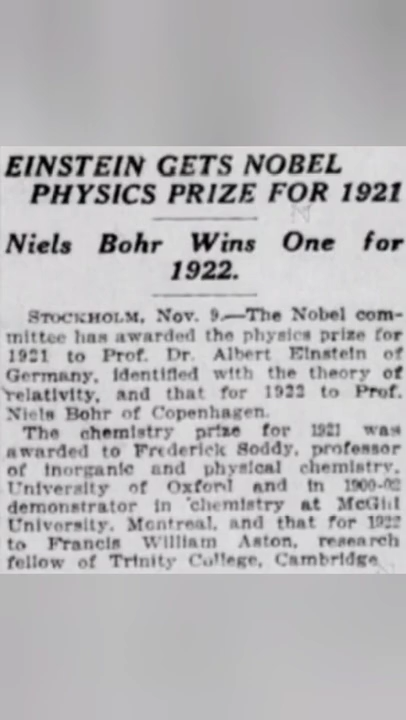 EINSTEIN GETS NOBEL
PHYSICS PRIZE FOR 1921
Niels Bohr Wins One for
1922.
STOCKHOLM, Nov. 9.—The Nobel com-
mittee has awarded the physics prize for
1921 to Prof. Dr. Albert Einstein of
Germany, identified with the theory of
relativity, and that for 1922 to Prof.
Niels Bohr of Copenhagen.
The chemistry prize for 1921 was
awarded to Frederick Soddy, professor
of inorganic and physical chemistry,
University of Oxford and in 1900-02
demonstrator in chemistry at McGill
University, Montreal, and that for 1922
to Francis William Aston, research
fellow of Trinity College, Cambridge